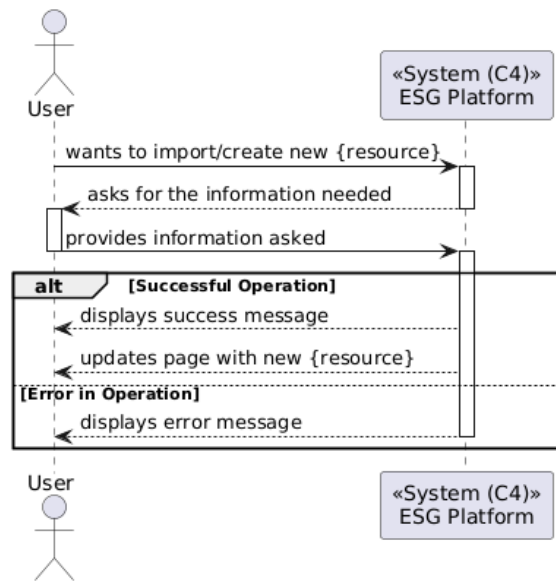 «System (C4)»
ESG Platform
User
wants to import/create new {resource}
asks for the information needed
provides information asked
alt [Successful Operation]
displays success message
updates page with new {resource}
[Error in Operation]
displays error message
User
«System (C4)»
ESG Platform